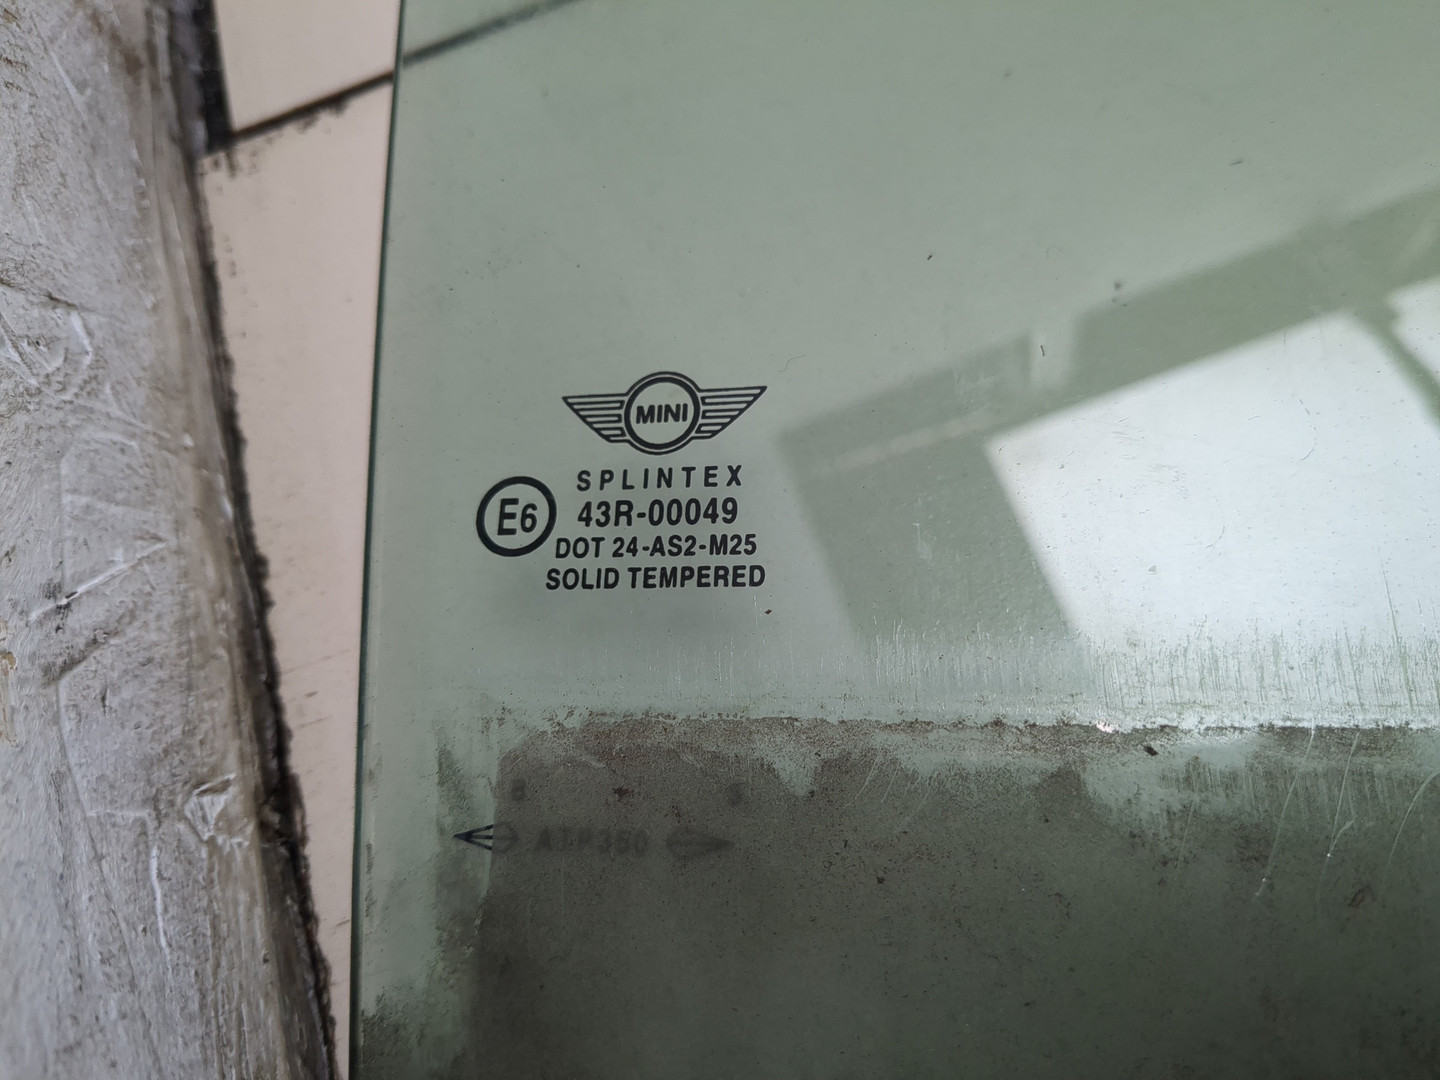 MINI
SPLINTEX
E6
43R-00049
DOT 24-AS2-M25
SOLID TEMPERED